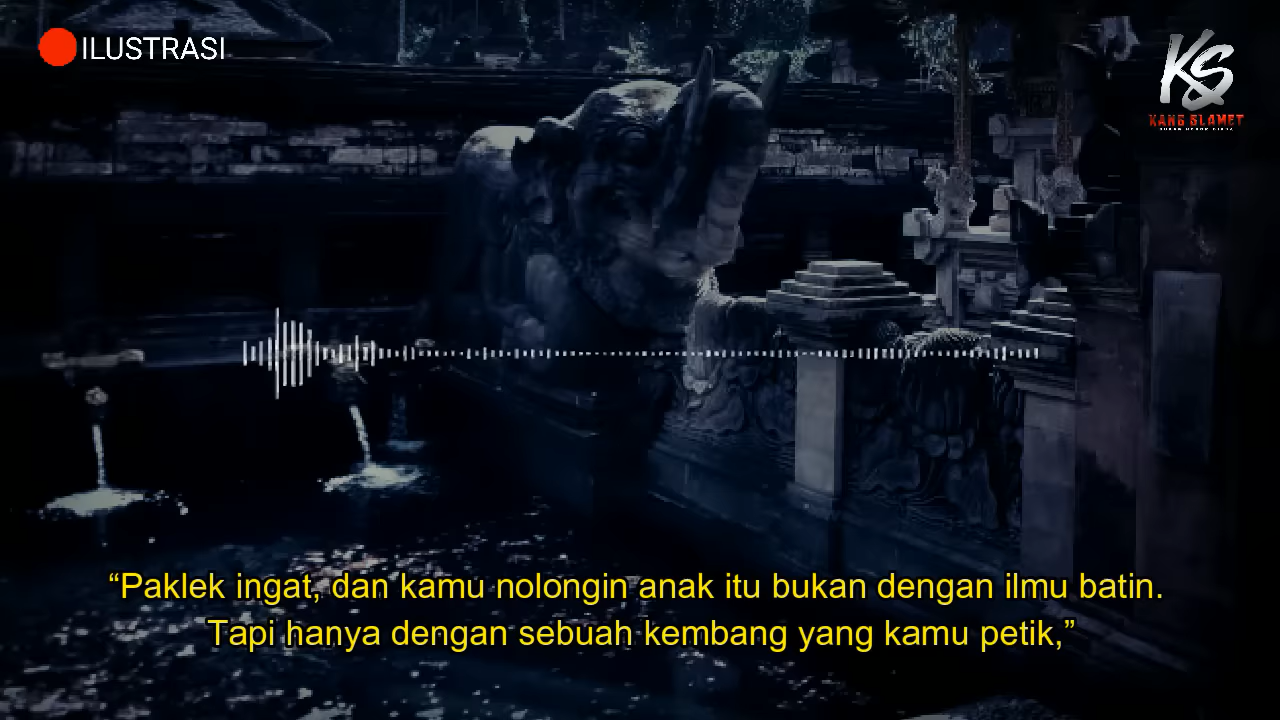 ILUSTRASI
KS
KANG SLAMET
“Paklek ingat, dan kamu nolongin anak itu bukan dengan ilmu batin.
Tapi hanya dengan sebuah kembang yang kamu petik,”